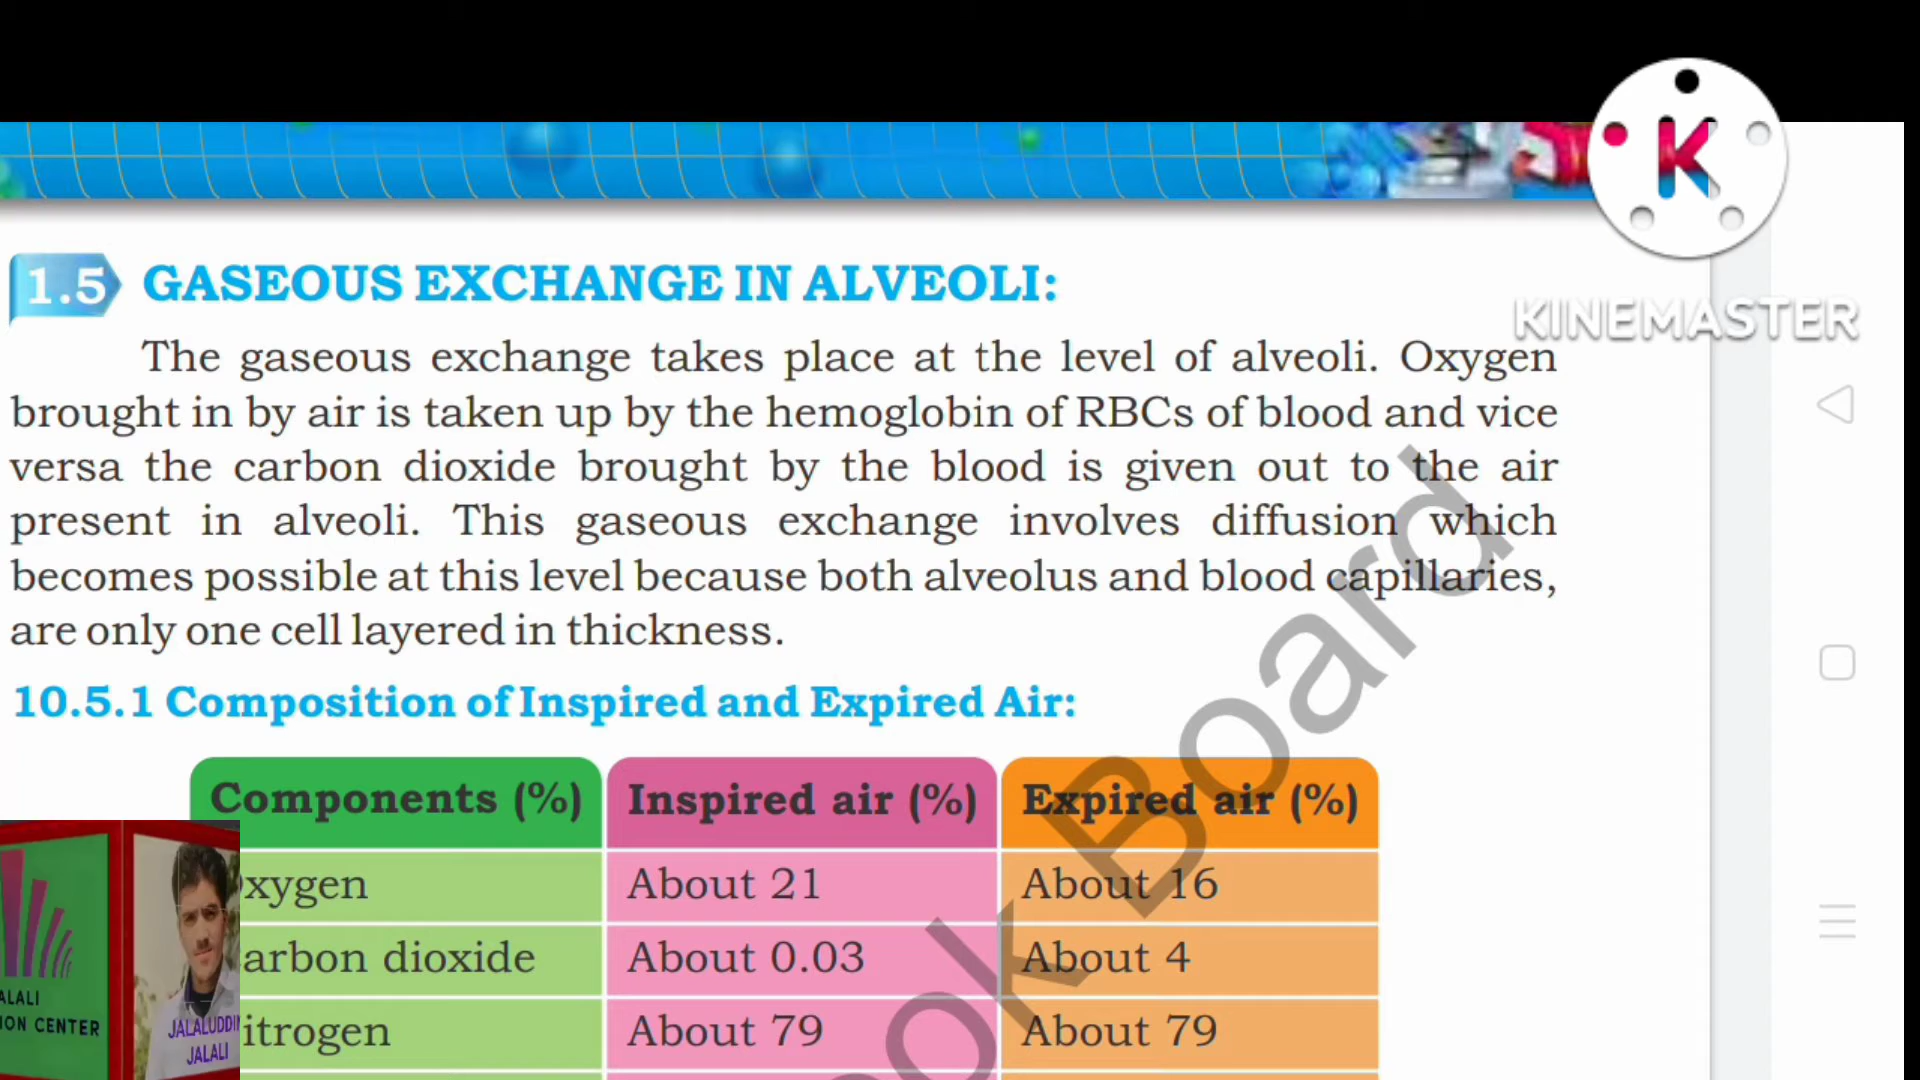 K
KINEMASTER
1.5 GASEOUS EXCHANGE IN ALVEOLI:
The gaseous exchange takes place at the level of alveoli. Oxygen
brought in by air is taken up by the hemoglobin of RBCs of blood and vice
versa the carbon dioxide brought by the blood is given out to the air
present in alveoli. This gaseous exchange involves diffusion which
becomes possible at this level because both alveolus and blood capillaries,
are only one cell layered in thickness.
10.5.1 Composition of Inspired and Expired Air:
Components (%) Inspired air (%) Expired air (%)
xygen About 21 About 16
arbon dioxide About 0.03 About 4
itrogen About 79 About 79
ook Board
ALALI
ION CENTER
JALALUDDIN
JALALI